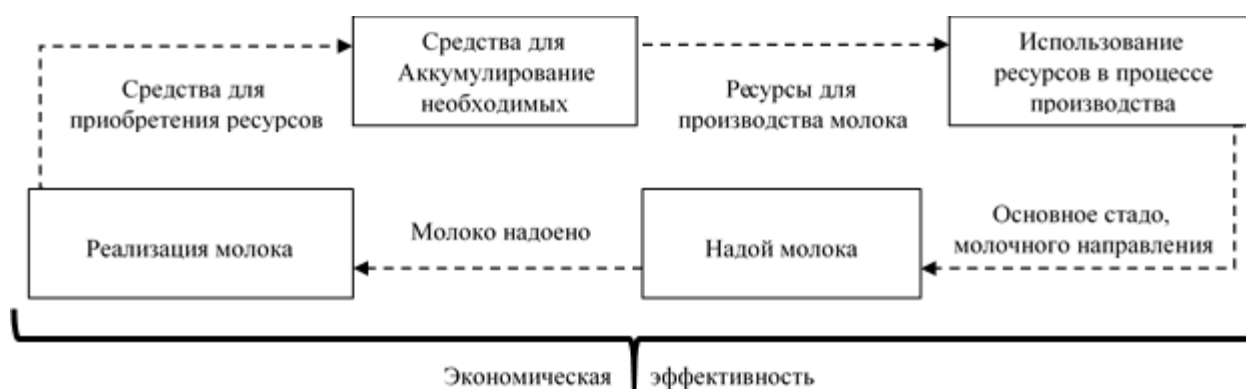 Средства для
Аккумулирование
необходимых
Использование
ресурсов в процессе
производства
Средства для
приобретения ресурсов
Ресурсы для
производства молока
Реализация молока
Молоко надоено
Надой молока
Основное стадо,
молочного направления
Экономическая эффективность